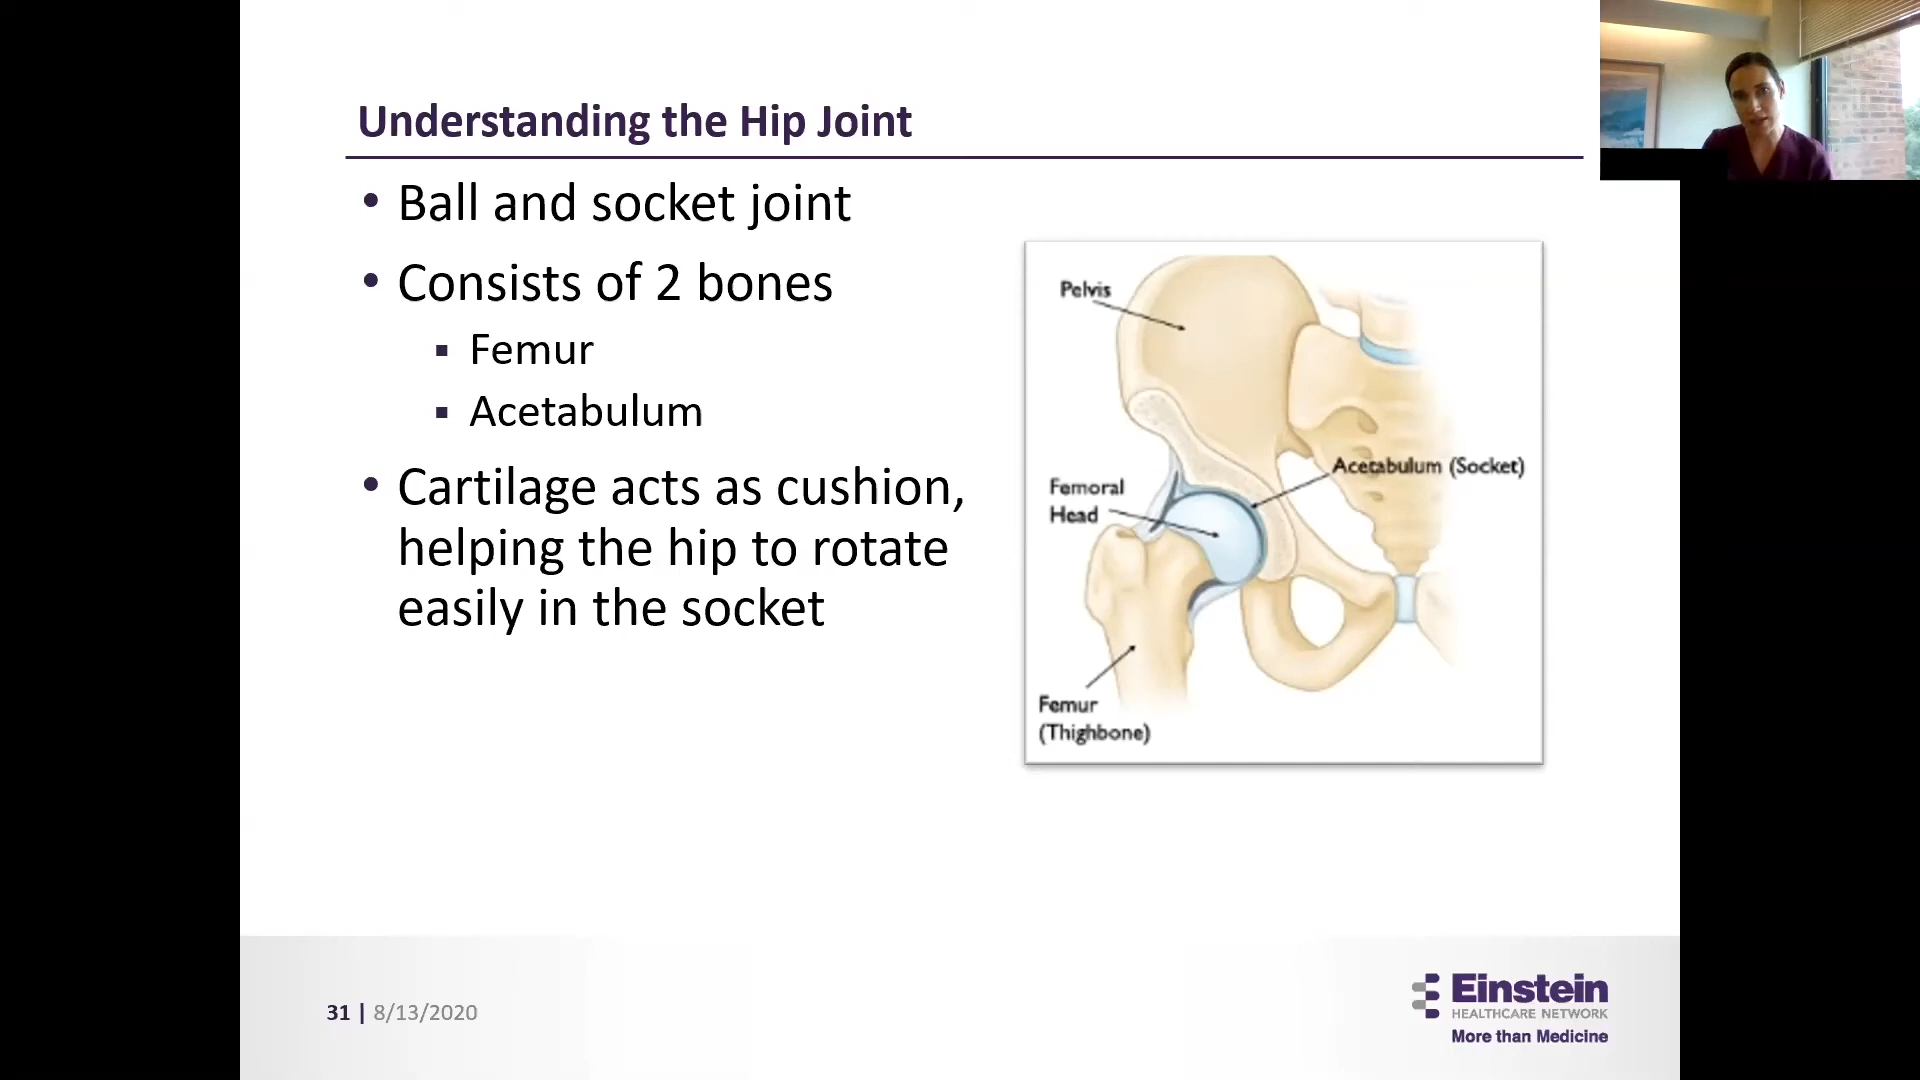 Understanding the Hip Joint
• Ball and socket joint
• Consists of 2 bones
▪ Femur
▪ Acetabulum
• Cartilage acts as cushion,
helping the hip to rotate
easily in the socket
Pelvis
Acetabulum (Socket)
Femoral
Head
Femur
(Thighbone)
31 | 8/13/2020
Einstein
HEALTHCARE NETWORK
More than Medicine